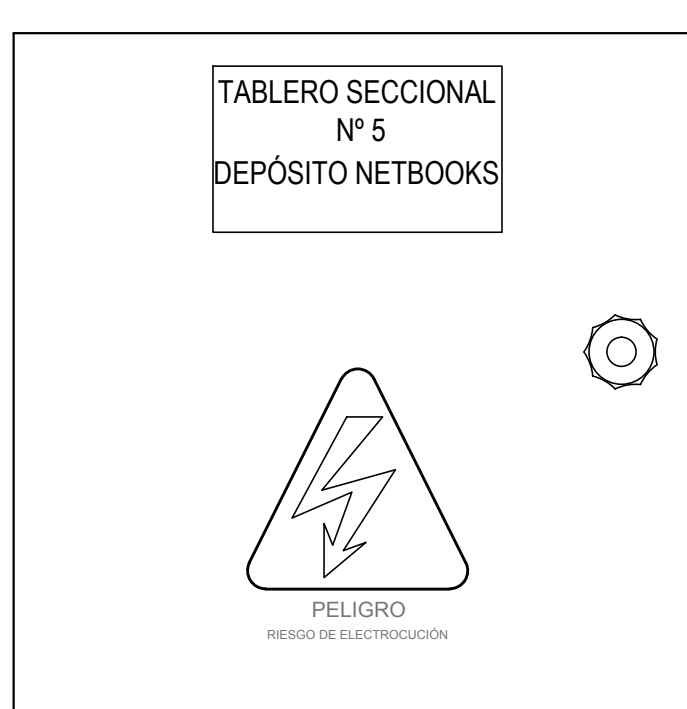 TABLERO SECCIONAL
Nº 5
DEPÓSITO NETBOOKS
PELIGRO
RIESGO DE ELECTROCUCIÓN